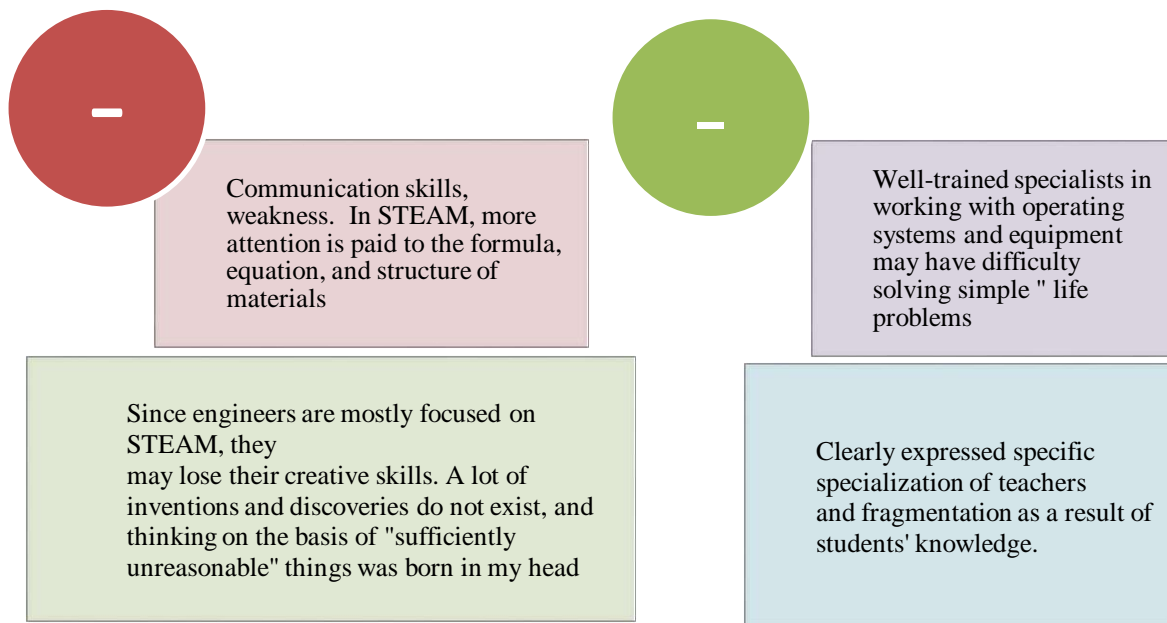 -
Communication skills,
weakness.  In STEAM, more
attention is paid to the formula,
equation, and structure of
materials
Since engineers are mostly focused on
STEAM, they
may lose their creative skills. A lot of
inventions and discoveries do not exist, and
thinking on the basis of "sufficiently
unreasonable" things was born in my head
-
Well-trained specialists in
working with operating
systems and equipment
may have difficulty
solving simple " life
problems
Clearly expressed specific
specialization of teachers
and fragmentation as a result of
students' knowledge.